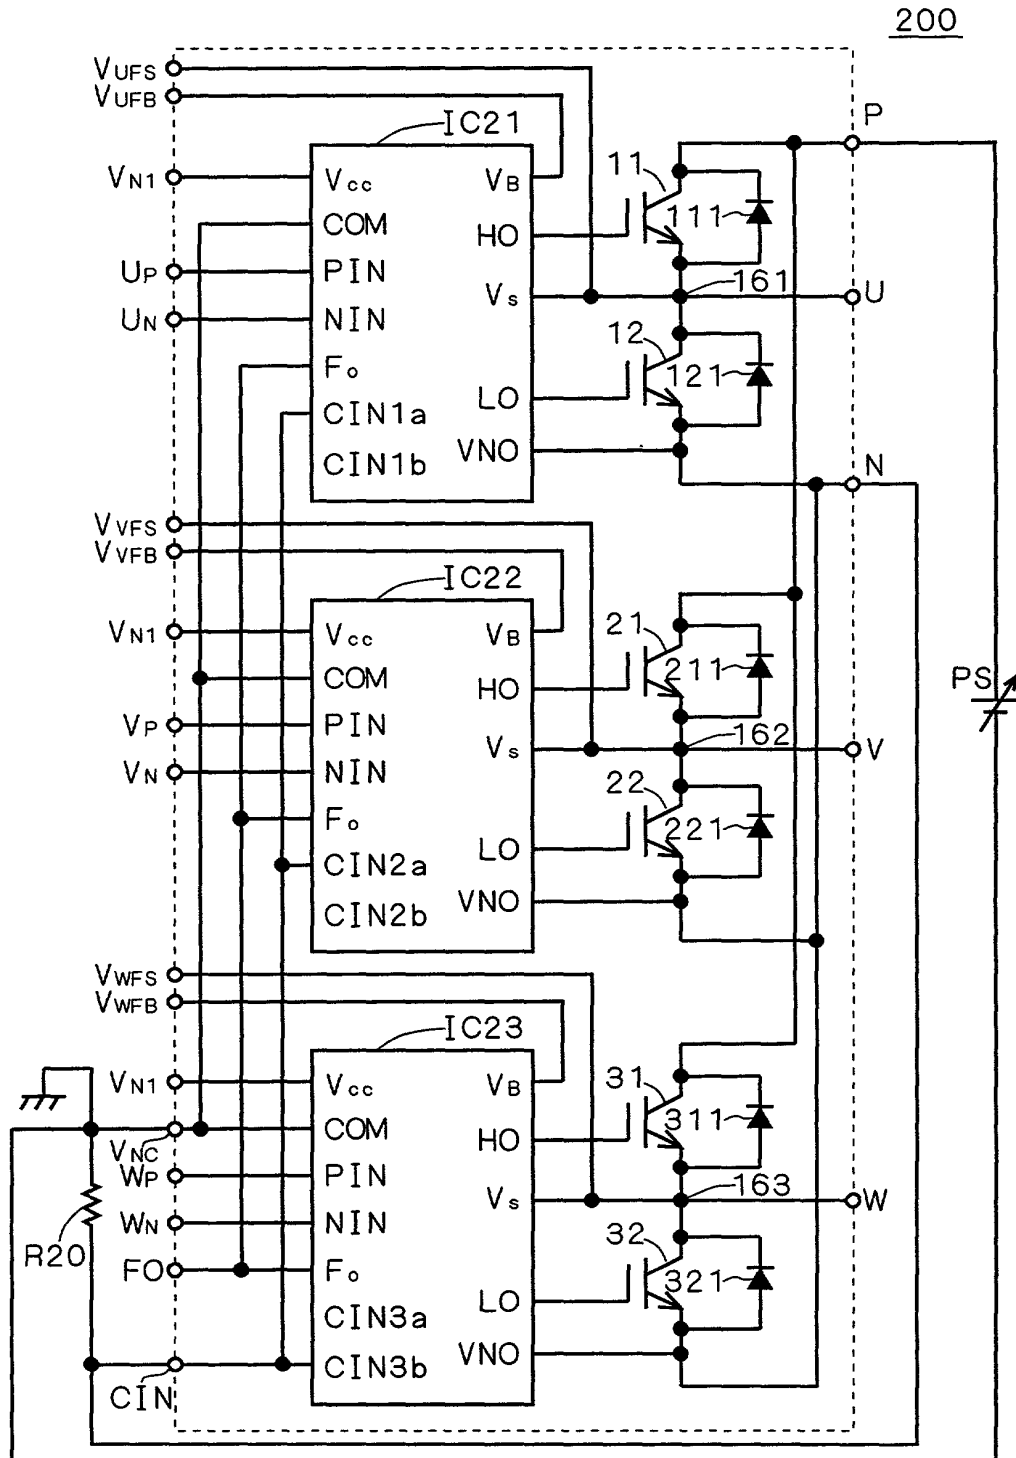 200
VUFS
VUFB
IC21
P
VN1
Vcc
VB
11
111
COM
HO
UP
PIN
Vs
161
U
UN
NIN
12
121
Fo
LO
CIN1a
VNO
CIN1b
N
VVFS
VVFB
IC22
VN1
Vcc
VB
21
211
COM
HO
PS
VP
PIN
Vs
162
V
VN
NIN
22
221
Fo
LO
CIN2a
VNO
CIN2b
VWFS
VWFB
IC23
VN1
Vcc
VB
31
311
COM
HO
VNC
WP
PIN
Vs
163
W
WN
NIN
32
321
R20
FO
Fo
LO
CIN3a
VNO
CIN3b
CIN